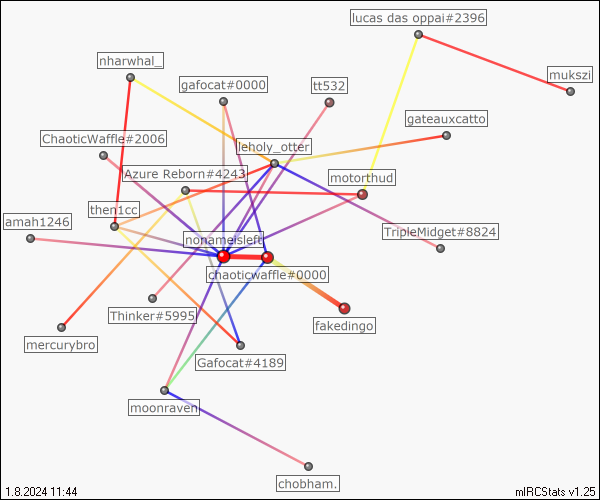 lucas das oppai#2396
nharwhal_
mukszi
gafocat#0000
tt532
gateauxcatto
ChaoticWaffle#2006
leholy_otter
Azure Reborn#4243
motorthud
then1cc
amah1246
TripleMidget#8824
nonameisleft
chaoticwaffle#0000
Thinker#5995
fakedingo
mercurybro
Gafocat#4189
moonraven
chobham.
1.8.2024 11:44
mIRCStats v1.25